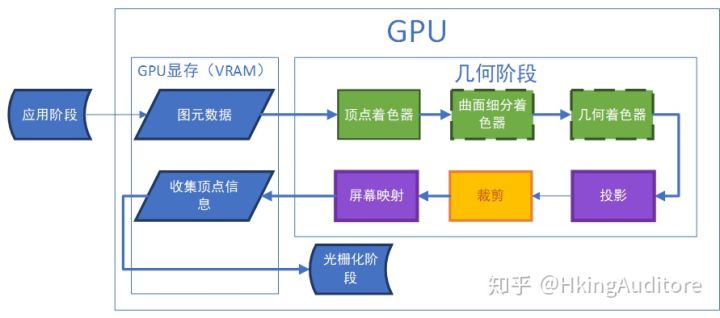 GPU
GPU显存（VRAM）
几何阶段
应用阶段
图元数据
顶点着色器
曲面细分着
色器
几何着色器
收集顶点信
息
屏幕映射
裁剪
投影
光栅化阶
段
知乎 @HkingAuditore